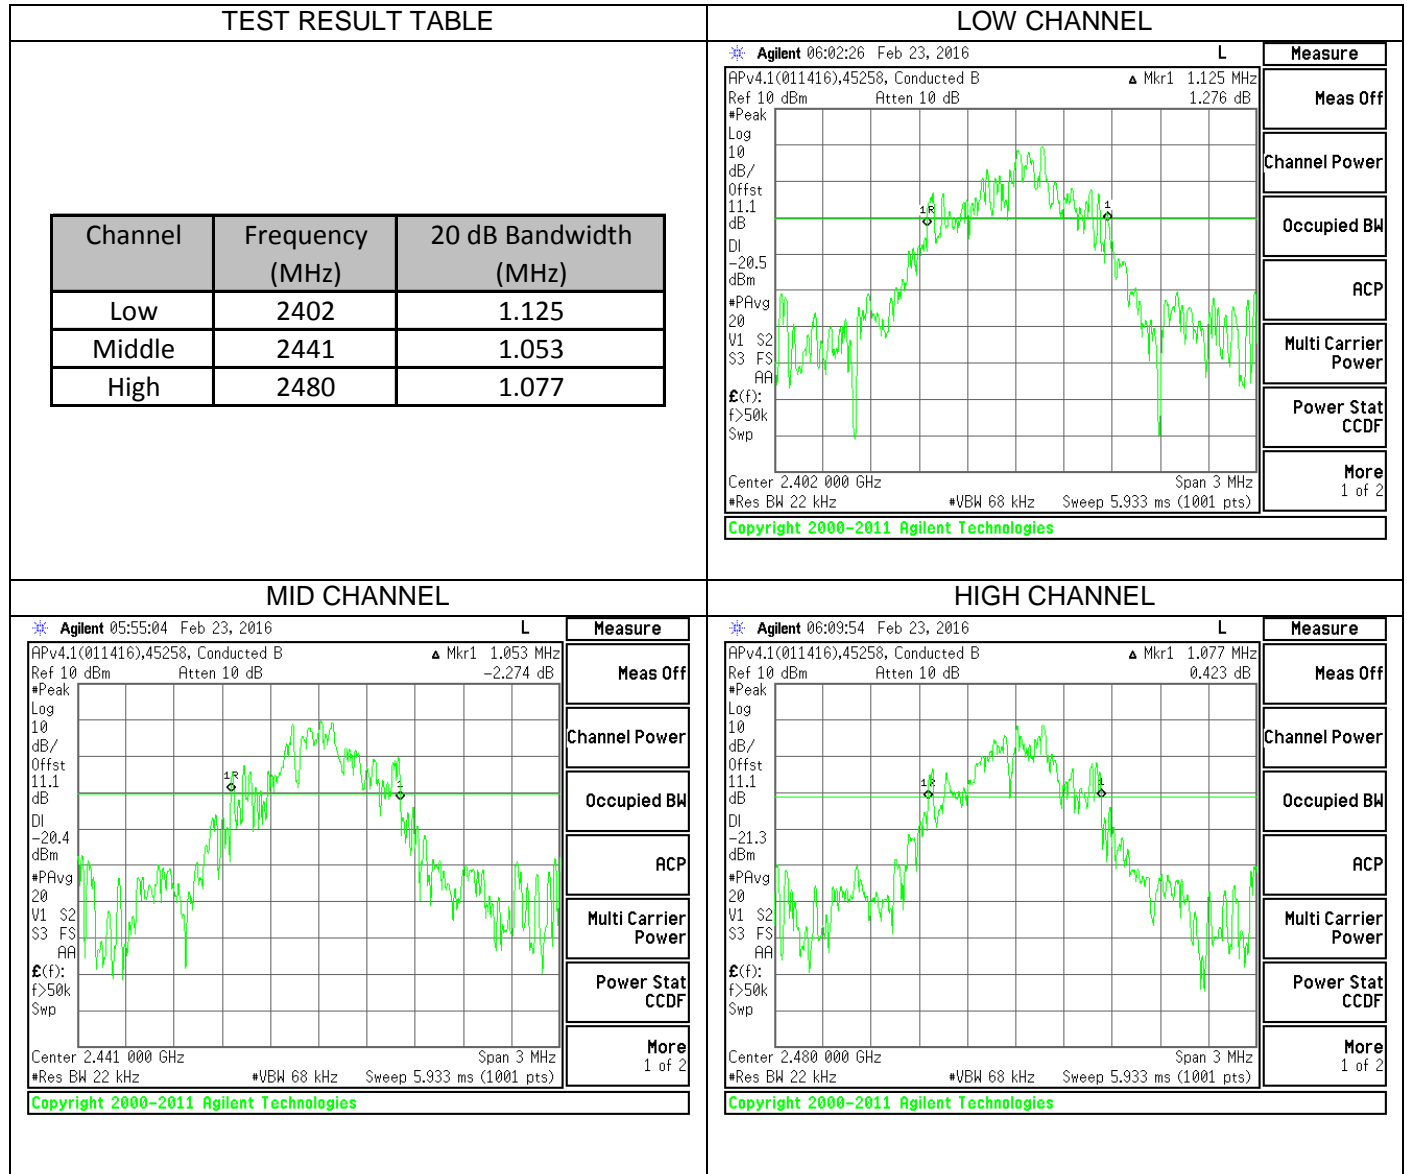 TEST RESULT TABLE
Channel Frequency (MHz) 20 dB Bandwidth (MHz)
Low 2402 1.125
Middle 2441 1.053
High 2480 1.077
LOW CHANNEL
Agilent 06:02:26 Feb 23, 2016 L
Measure
APv4.1(011416),45258, Conducted B ▲ Mkr1 1.125 MHz
Ref 10 dBm Atten 10 dB 1.276 dB
#Peak
Log
10
dB/
Offst
11.1
dB
DI
-20.5
dBm
#PAvg
20
V1 S2
S3 FS
AA
£(f):
f>50k
Swp
1R
1
Center 2.402 000 GHz Span 3 MHz
#Res BW 22 kHz #VBW 68 kHz Sweep 5.933 ms (1001 pts)
Copyright 2000-2011 Agilent Technologies
Meas Off
Channel Power
Occupied BW
ACP
Multi Carrier
Power
Power Stat
CCDF
More
1 of 2
MID CHANNEL
Agilent 05:55:04 Feb 23, 2016 L
Measure
APv4.1(011416),45258, Conducted B ▲ Mkr1 1.053 MHz
Ref 10 dBm Atten 10 dB -2.274 dB
#Peak
Log
10
dB/
Offst
11.1
dB
DI
-20.4
dBm
#PAvg
20
V1 S2
S3 FS
AA
£(f):
f>50k
Swp
1R
1
Center 2.441 000 GHz Span 3 MHz
#Res BW 22 kHz #VBW 68 kHz Sweep 5.933 ms (1001 pts)
Copyright 2000-2011 Agilent Technologies
Meas Off
Channel Power
Occupied BW
ACP
Multi Carrier
Power
Power Stat
CCDF
More
1 of 2
HIGH CHANNEL
Agilent 06:09:54 Feb 23, 2016 L
Measure
APv4.1(011416),45258, Conducted B ▲ Mkr1 1.077 MHz
Ref 10 dBm Atten 10 dB 0.423 dB
#Peak
Log
10
dB/
Offst
11.1
dB
DI
-21.3
dBm
#PAvg
20
V1 S2
S3 FS
AA
£(f):
f>50k
Swp
1R
1
Center 2.480 000 GHz Span 3 MHz
#Res BW 22 kHz #VBW 68 kHz Sweep 5.933 ms (1001 pts)
Copyright 2000-2011 Agilent Technologies
Meas Off
Channel Power
Occupied BW
ACP
Multi Carrier
Power
Power Stat
CCDF
More
1 of 2